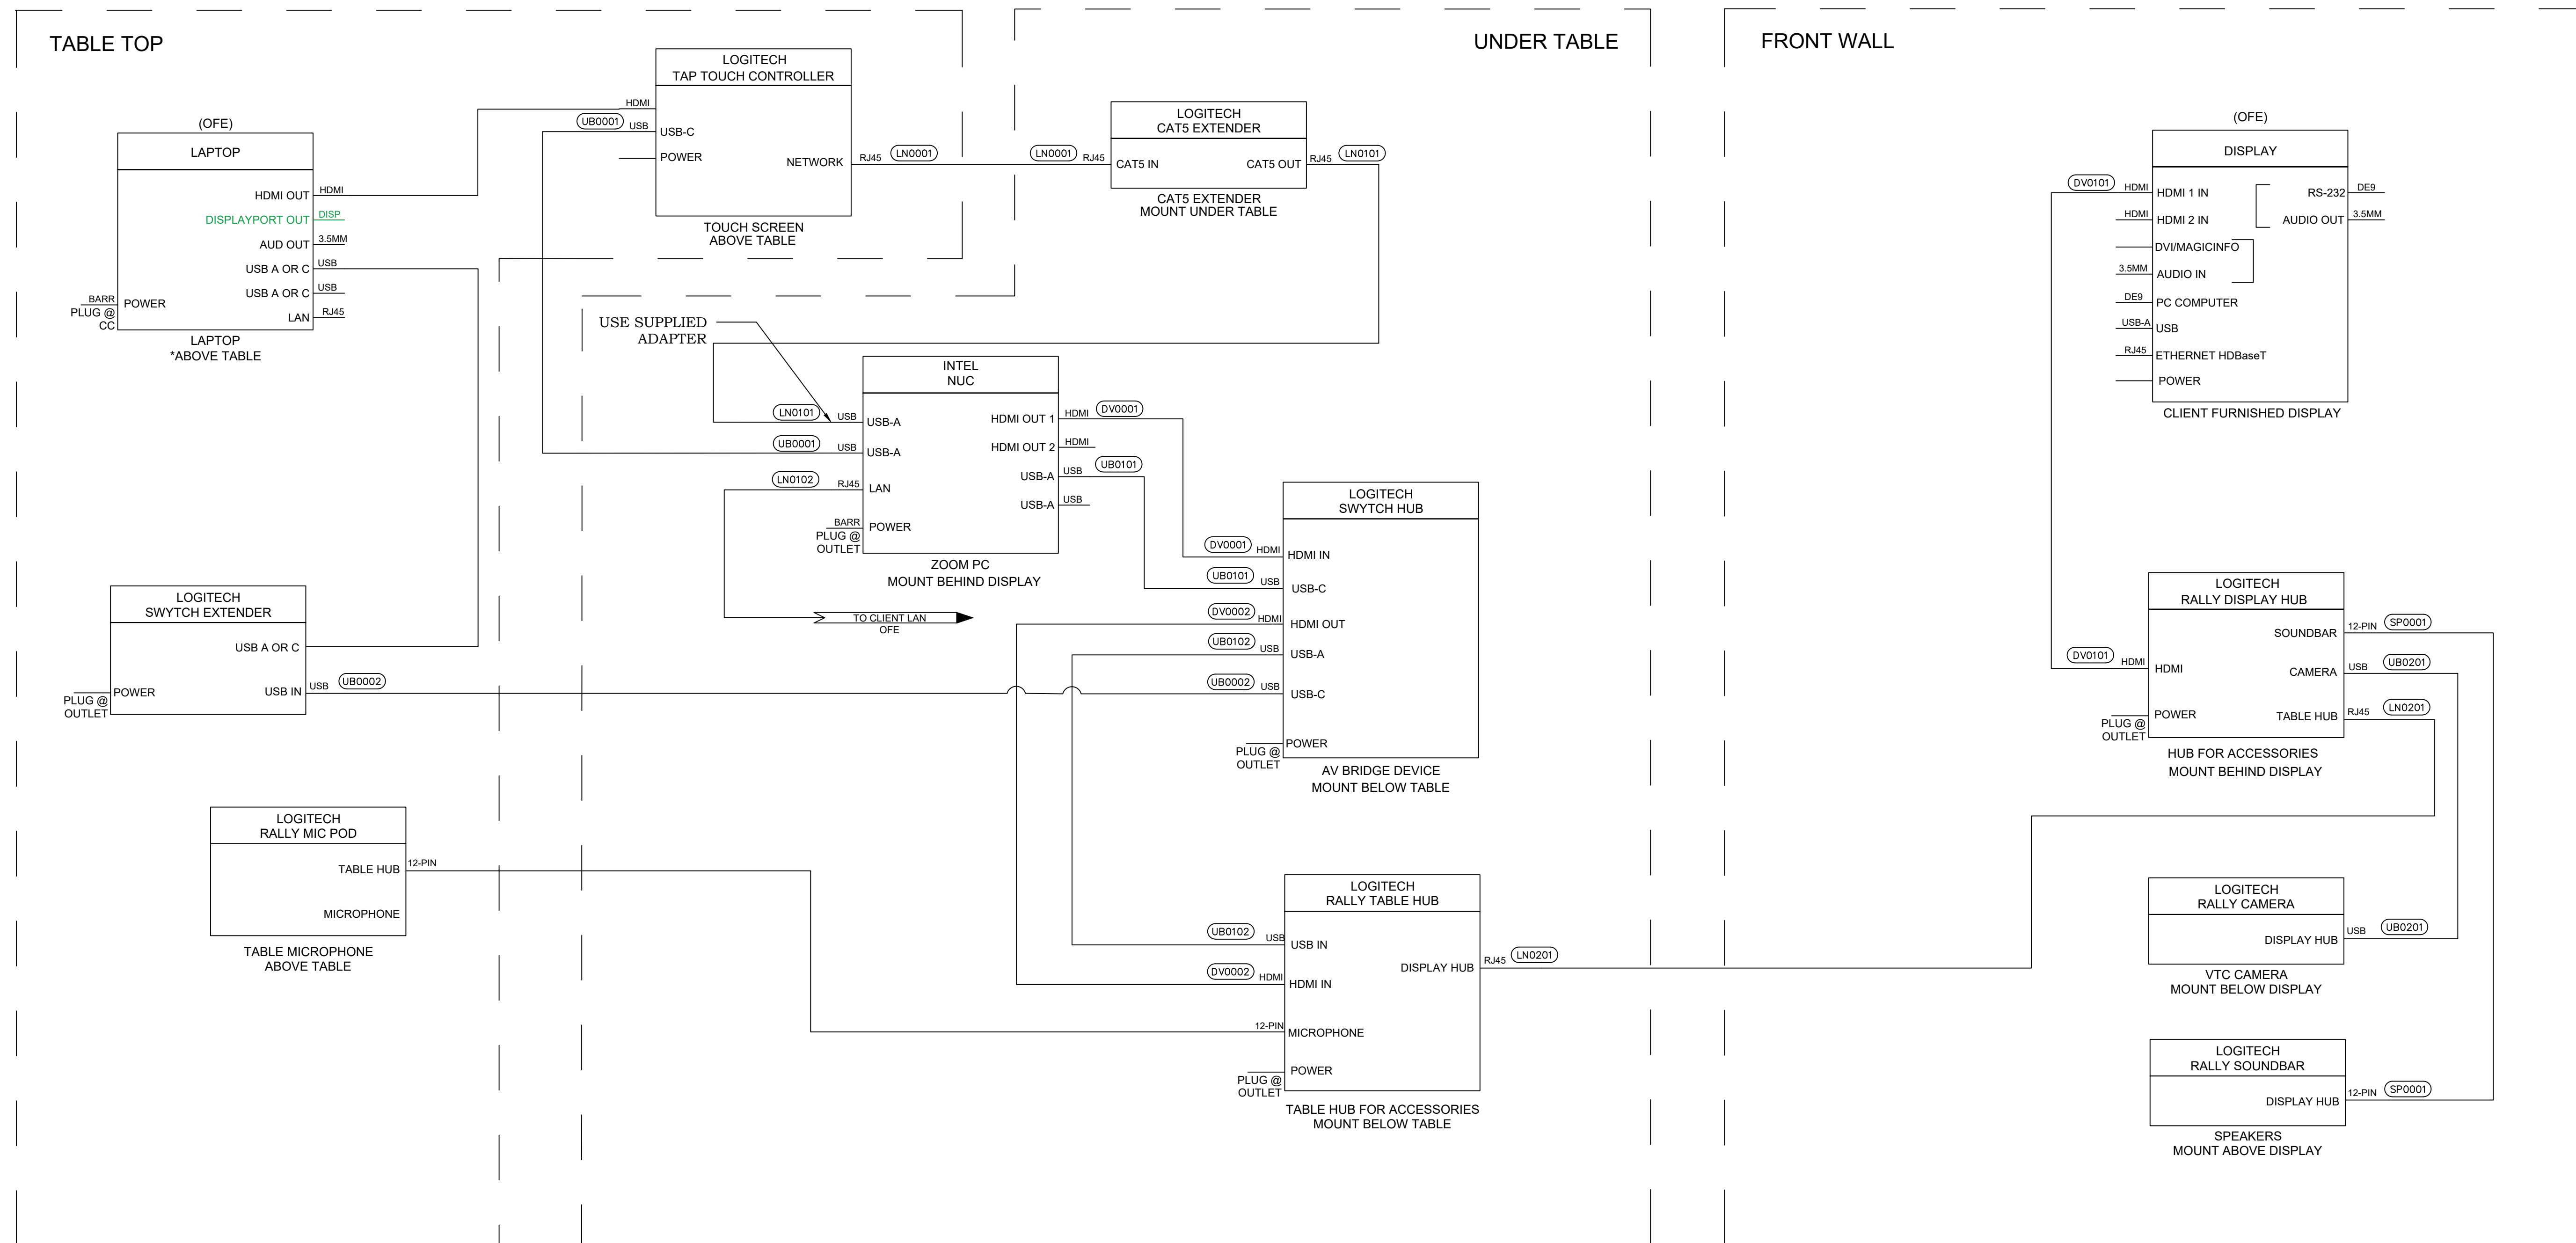 TABLE TOP
UNDER TABLE
FRONT WALL
(OFE)
LAPTOP
HDMI OUT
HDMI
DISPLAYPORT OUT
DISP
AUD OUT
3.5MM
USB A OR C
USB
USB A OR C
USB
LAN
RJ45
BARR
POWER
PLUG @
CC
LAPTOP
*ABOVE TABLE
LOGITECH
TAP TOUCH CONTROLLER
HDMI
UB0001
USB
USB-C
POWER
NETWORK
RJ45
LN0001
TOUCH SCREEN
ABOVE TABLE
LOGITECH
SWYTCH EXTENDER
USB A OR C
USB IN
USB
UB0002
POWER
PLUG @
OUTLET
LOGITECH
RALLY MIC POD
TABLE HUB
12-PIN
MICROPHONE
TABLE MICROPHONE
ABOVE TABLE
LOGITECH
CAT5 EXTENDER
LN0001
RJ45
CAT5 IN
CAT5 OUT
RJ45
LN0101
CAT5 EXTENDER
MOUNT UNDER TABLE
USE SUPPLIED
ADAPTER
INTEL
NUC
LN0101
USB
USB-A
UB0001
USB
USB-A
LN0102
RJ45
LAN
BARR
POWER
PLUG @
OUTLET
HDMI OUT 1
HDMI
DV0001
HDMI OUT 2
HDMI
USB-A
USB
UB0101
USB-A
USB
ZOOM PC
MOUNT BEHIND DISPLAY
TO CLIENT LAN
OFE
LOGITECH
SWYTCH HUB
DV0001
HDMI
HDMI IN
UB0101
USB
USB-C
DV0002
HDMI
HDMI OUT
UB0102
USB
USB-A
UB0002
USB
USB-C
POWER
PLUG @
OUTLET
AV BRIDGE DEVICE
MOUNT BELOW TABLE
LOGITECH
RALLY TABLE HUB
UB0102
USB
USB IN
DV0002
HDMI
HDMI IN
12-PIN
MICROPHONE
POWER
PLUG @
OUTLET
DISPLAY HUB
RJ45
LN0201
TABLE HUB FOR ACCESSORIES
MOUNT BELOW TABLE
(OFE)
DISPLAY
DV0101
HDMI
HDMI 1 IN
HDMI
HDMI 2 IN
DVI/MAGICINFO
3.5MM
AUDIO IN
DE9
PC COMPUTER
USB-A
USB
RJ45
ETHERNET HDBaseT
POWER
RS-232
DE9
AUDIO OUT
3.5MM
CLIENT FURNISHED DISPLAY
LOGITECH
RALLY DISPLAY HUB
SOUNDBAR
12-PIN
SP0001
DV0101
HDMI
HDMI
CAMERA
USB
UB0201
TABLE HUB
RJ45
LN0201
POWER
PLUG @
OUTLET
HUB FOR ACCESSORIES
MOUNT BEHIND DISPLAY
LOGITECH
RALLY CAMERA
DISPLAY HUB
USB
UB0201
VTC CAMERA
MOUNT BELOW DISPLAY
LOGITECH
RALLY SOUNDBAR
DISPLAY HUB
12-PIN
SP0001
SPEAKERS
MOUNT ABOVE DISPLAY